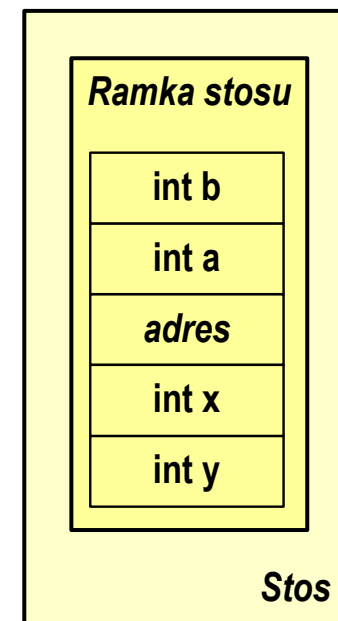 Ramka stosu
int b
int a
adres
int x
int y
Stos